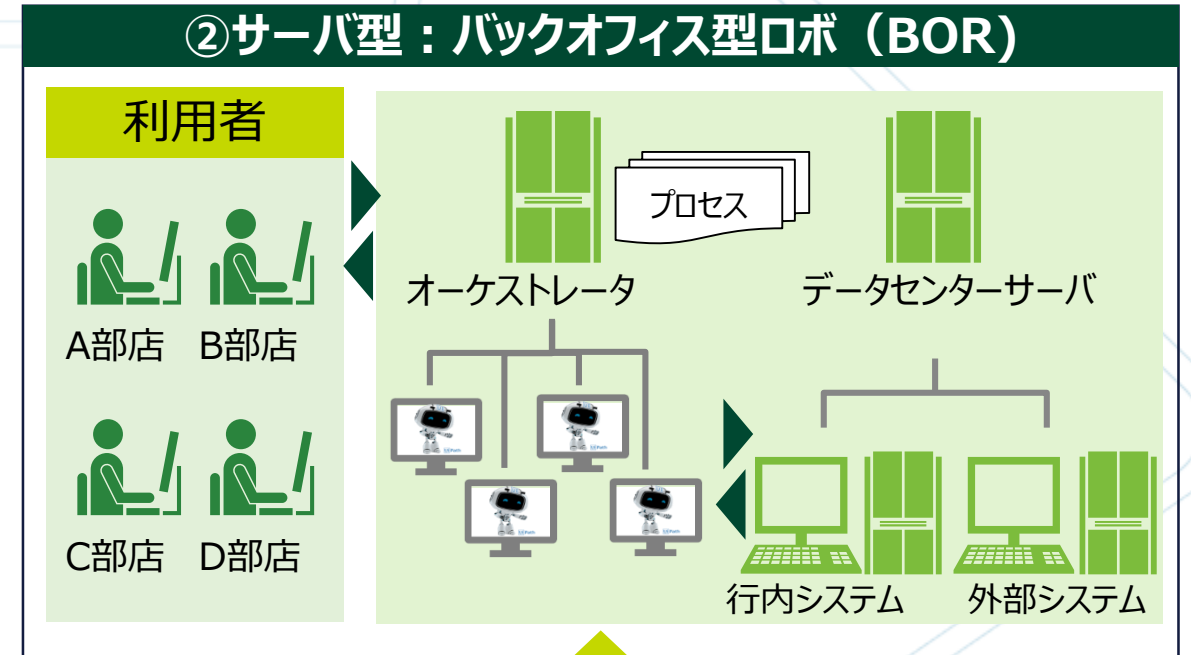 ②サーバ型：バックオフィス型ロボ（BOR)
利用者
A部店
B部店
C部店
D部店
プロセス
オーケストレータ
データセンターサーバ
行内システム
外部システム